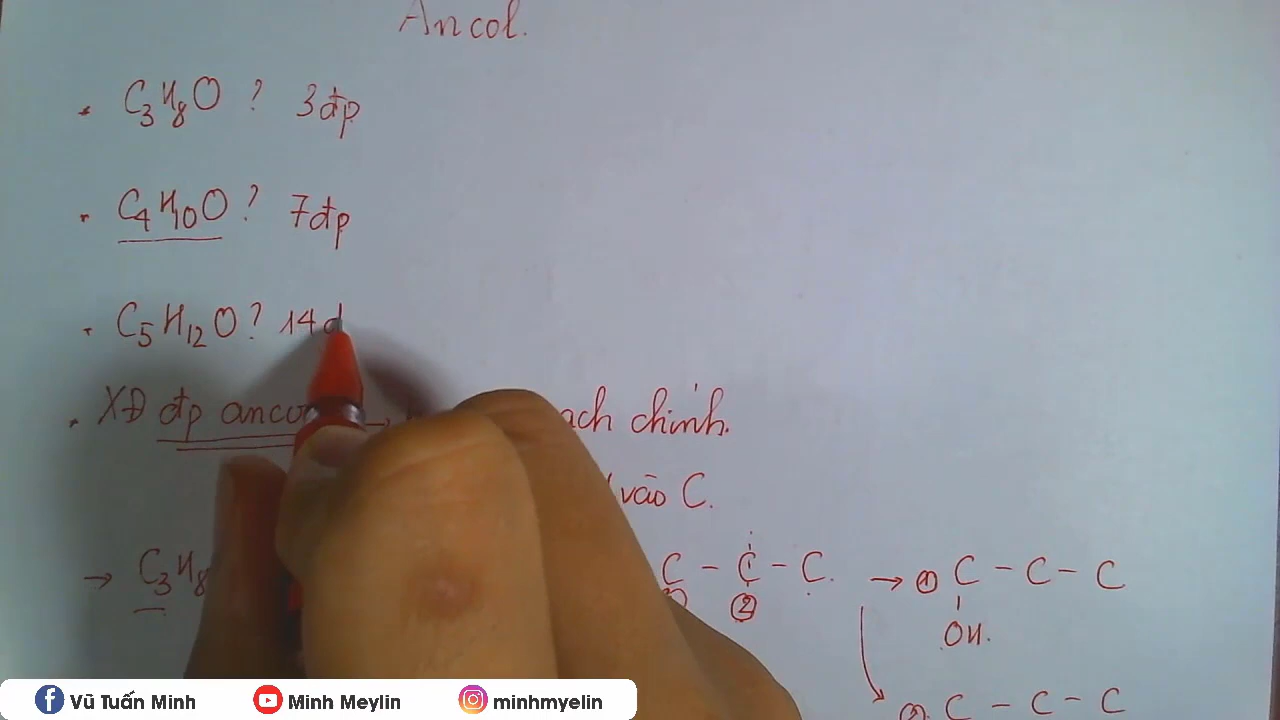 Ancol.
* C3H8O ? 3đp
. C4H10O ? 7đp
. C5H12O ? 14đ
. XĐ đp anco → chính.
vào C.
→ C3H8 C - C - C. → ① C - C - C
② OH.
C - C - C
Vũ Tuấn Minh Minh Meylin minhmyelin